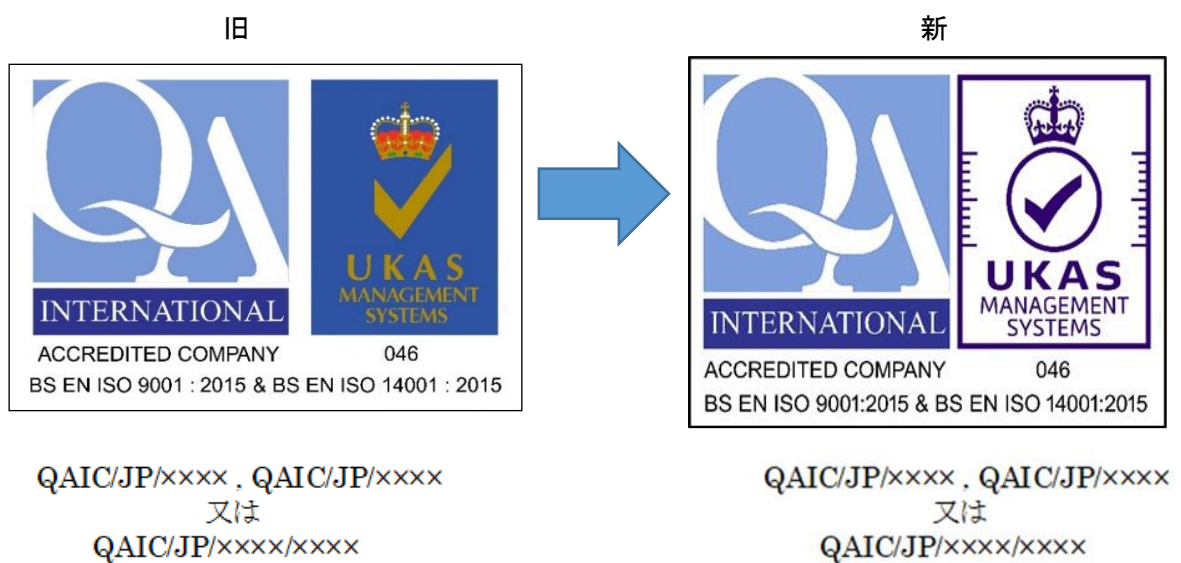 旧
QA
INTERNATIONAL
UKAS
MANAGEMENT
SYSTEMS
ACCREDITED COMPANY 046
BS EN ISO 9001 : 2015 & BS EN ISO 14001 : 2015
QAIC/JP/×××× , QAIC/JP/××××
又は
QAIC/JP/××××/××××
新
QA
INTERNATIONAL
UKAS
MANAGEMENT
SYSTEMS
ACCREDITED COMPANY 046
BS EN ISO 9001:2015 & BS EN ISO 14001:2015
QAIC/JP/×××× , QAIC/JP/××××
又は
QAIC/JP/××××/××××